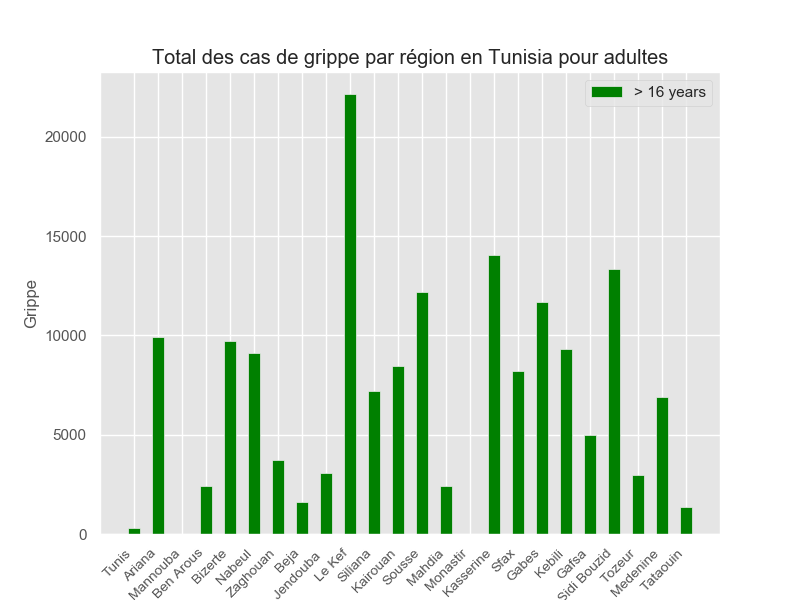 Total des cas de grippe par région en Tunisia pour adultes
> 16 years
Grippe
20000
15000
10000
5000
0
Tunis
Ariana
Mannouba
Ben Arous
Bizerte
Nabeul
Zaghouan
Beja
Jendouba
Le Kef
Siliana
Kairouan
Sousse
Mahdia
Monastir
Kasserine
Sfax
Gabes
Kebili
Gafsa
Sidi Bouzid
Tozeur
Medenine
Tataouin